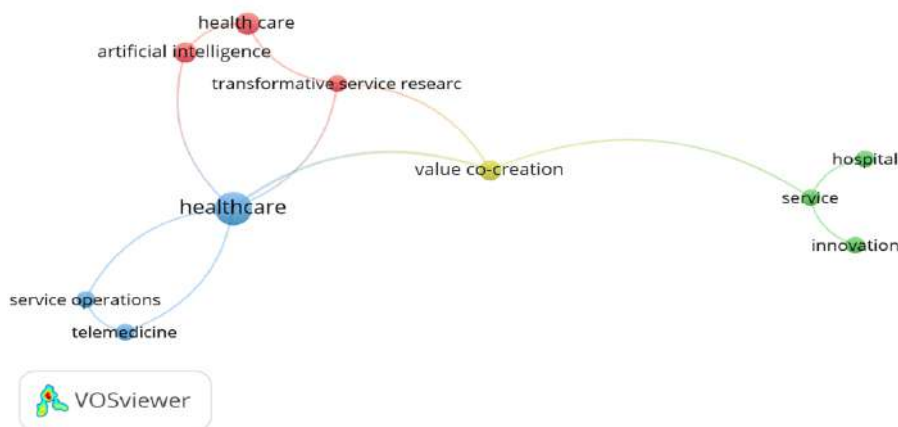 health care
artificial intelligence
transformative service researc
value co-creation
hospital
service
healthcare
innovation
service operations
telemedicine
VOSviewer